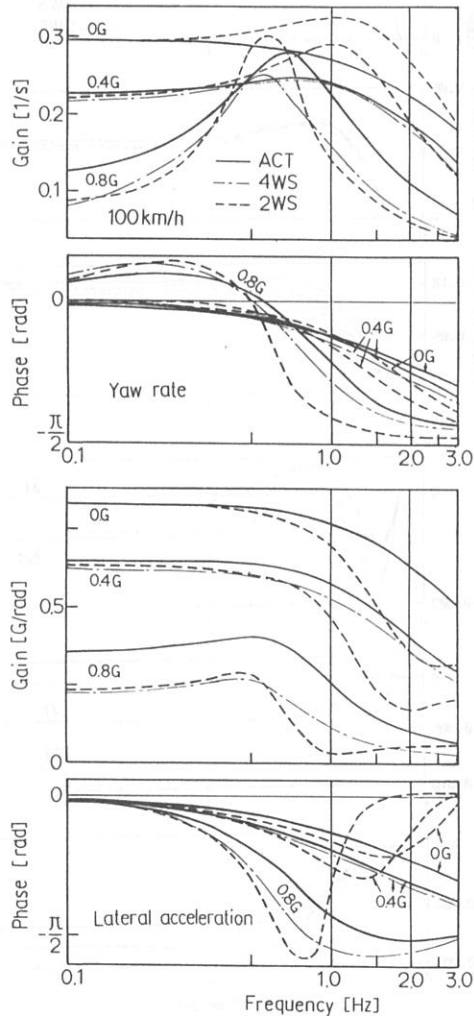 0G
0.3
0.4G
Gain [1/s]
0.2
ACT
4WS
2WS
0.8G
0.1
100km/h
0
0.8G
Phase [rad]
0.4G
0G
Yaw rate
-π/2
0.1
1.0
2.0
3.0
0G
0.4G
0.5
Gain [G/rad]
0.8G
0
0
Phase [rad]
0G
0.4G
0.8G
Lateral acceleration
-π/2
0.1
1.0
2.0
3.0
Frequency [Hz]